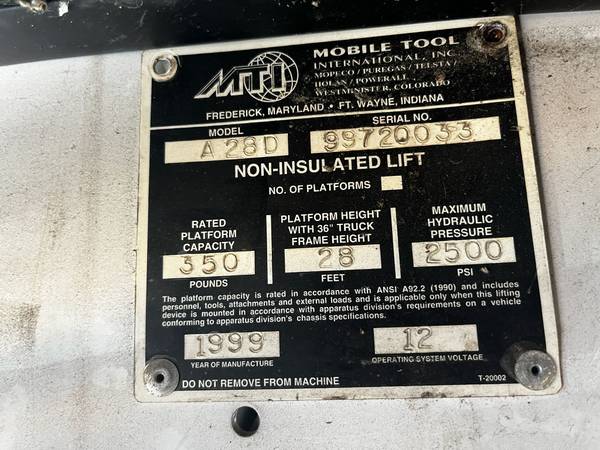 MTI
MOBILE TOOL
INTERNATIONAL, INC.
MOPECO / PUREGAS / TELSTA /
HOLAN / POWERALL
WESTMINISTER, COLORADO
FREDERICK, MARYLAND • FT. WAYNE, INDIANA
MODEL
SERIAL NO.
A28D
99720033
NON-INSULATED LIFT
NO. OF PLATFORMS
RATED
PLATFORM
CAPACITY
350
POUNDS
PLATFORM HEIGHT
WITH 36" TRUCK
FRAME HEIGHT
28
FEET
MAXIMUM
HYDRAULIC
PRESSURE
2500
PSI
The platform capacity is rated in accordance with ANSI A92.2 (1990) and includes
personnel, tools, attachments and external loads and is applicable only when this lifting
device is mounted in accordance with apparatus division's requirements on a vehicle
conforming to apparatus division's chassis specifications.
1999
YEAR OF MANUFACTURE
12
OPERATING SYSTEM VOLTAGE
DO NOT REMOVE FROM MACHINE
T-20002